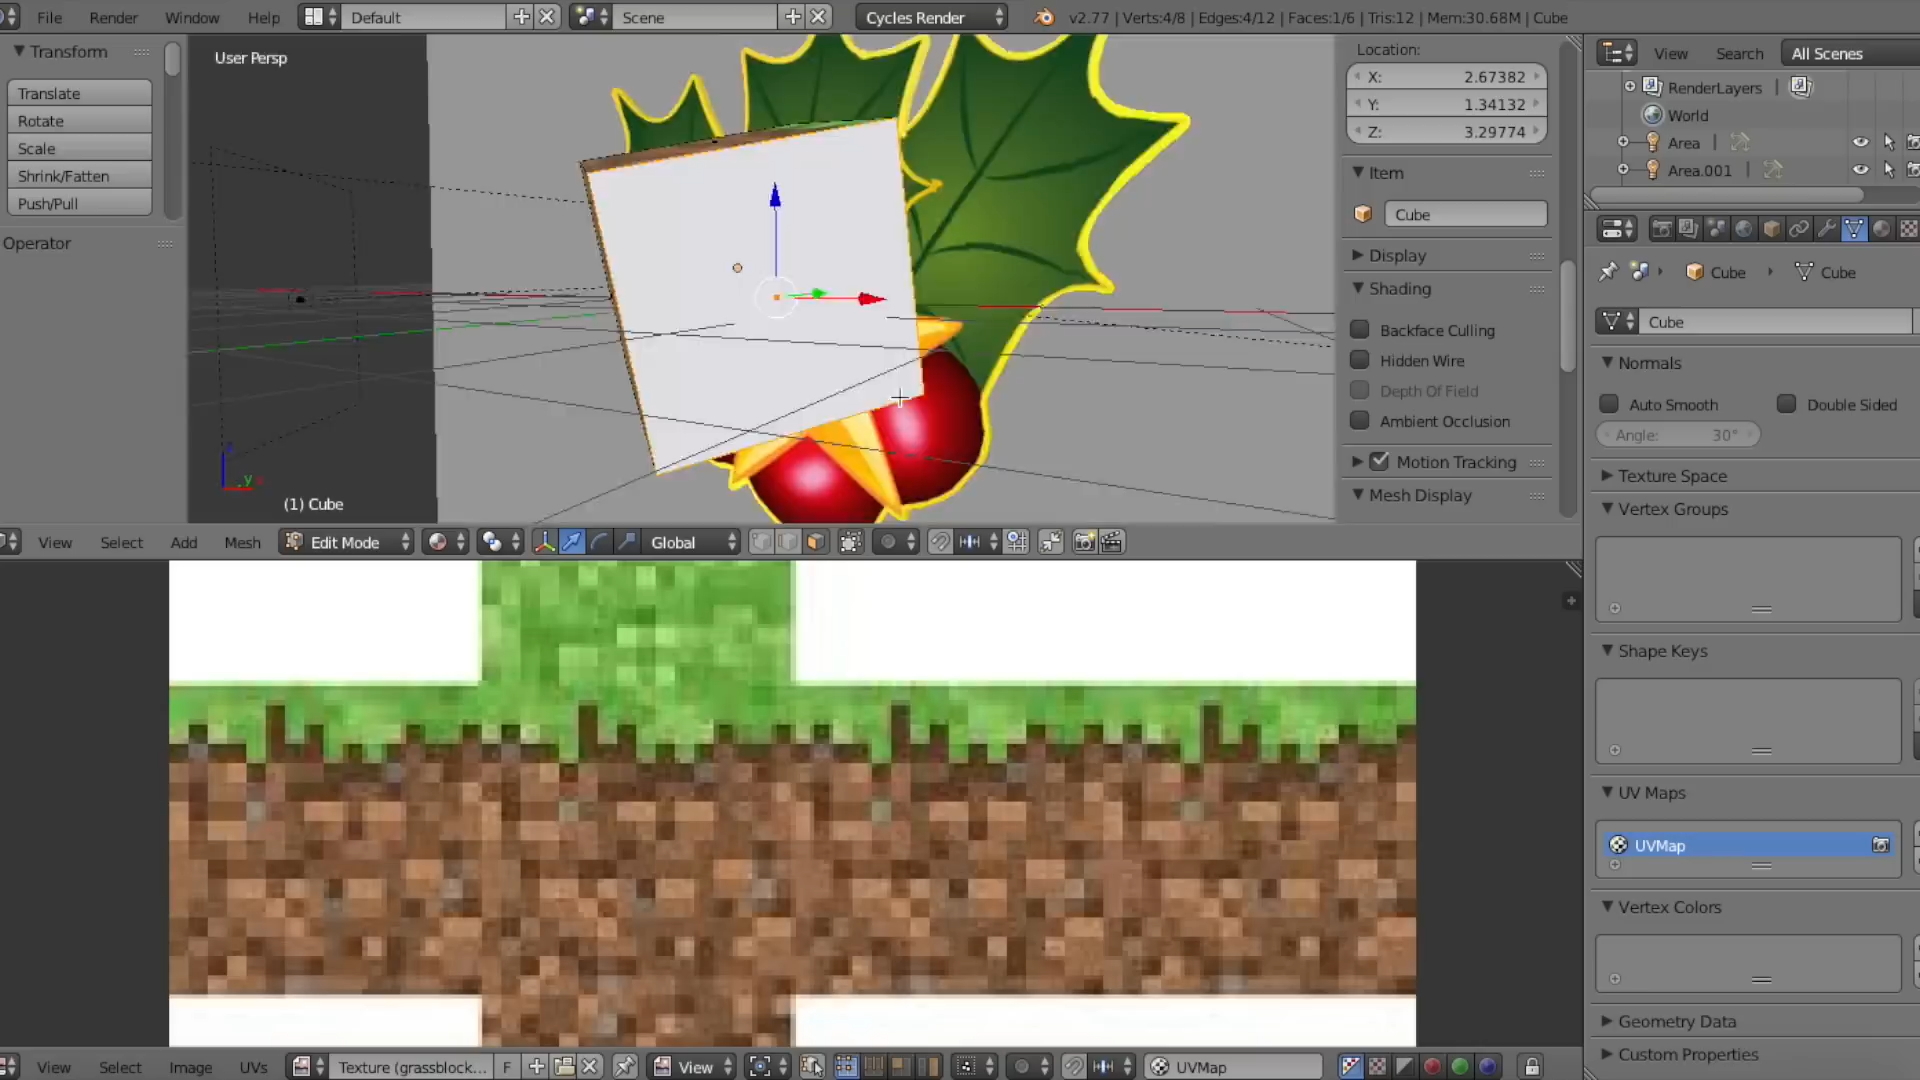 File Render Window Help Default Scene Cycles Render v2.77 | Verts:4/8 | Edges:4/12 | Faces:1/6 | Tris:12 | Mem:30.68M | Cube
Transform
Translate
Rotate
Scale
Shrink/Fatten
Push/Pull
Operator
User Persp
y
(1) Cube
Location:
X: 2.67382
Y: 1.34132
Z: 3.29774
Item
Cube
Display
Shading
Backface Culling
Hidden Wire
Depth Of Field
Ambient Occlusion
Motion Tracking
Mesh Display
View Search All Scenes
RenderLayers |
World
Area |
Area.001 |
Cube Cube
Cube
Normals
Auto Smooth Double Sided
Angle: 30°
Texture Space
Vertex Groups
Shape Keys
UV Maps
UVMap
Vertex Colors
Geometry Data
Custom Properties
View Select Add Mesh Edit Mode Global
View Select Image UVs Texture (grassblock... F View UVMap